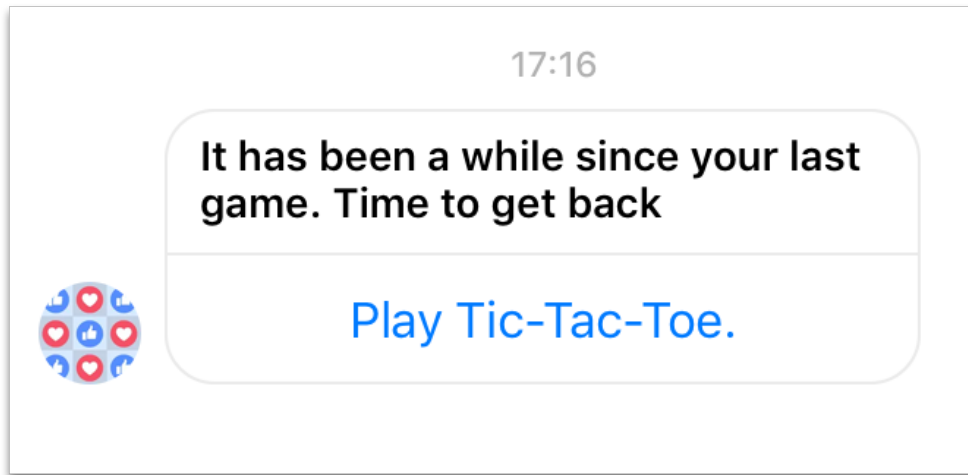 17:16
It has been a while since your last
game. Time to get back
Play Tic-Tac-Toe.